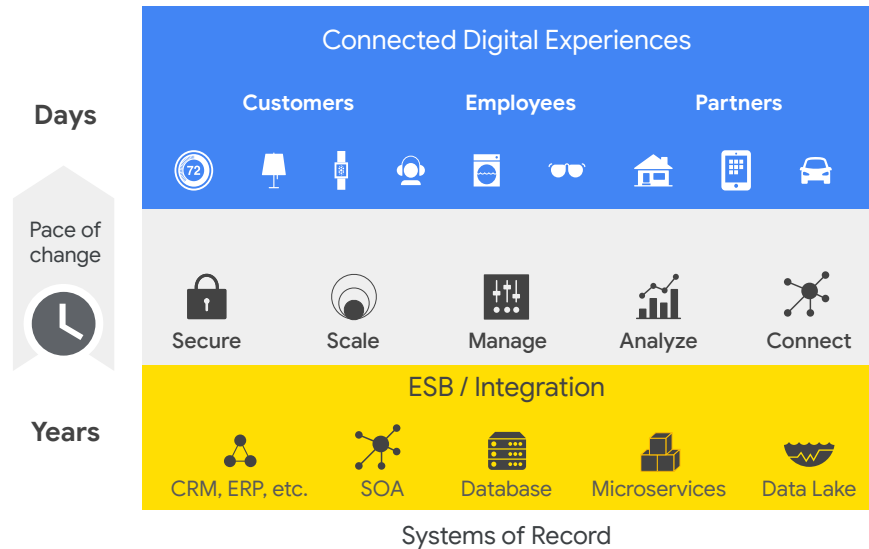 Connected Digital Experiences
Days
Customers
Employees
Partners
72
Pace of
change
Secure
Scale
Manage
Analyze
Connect
ESB / Integration
Years
CRM, ERP, etc.
SOA
Database
Microservices
Data Lake
Systems of Record